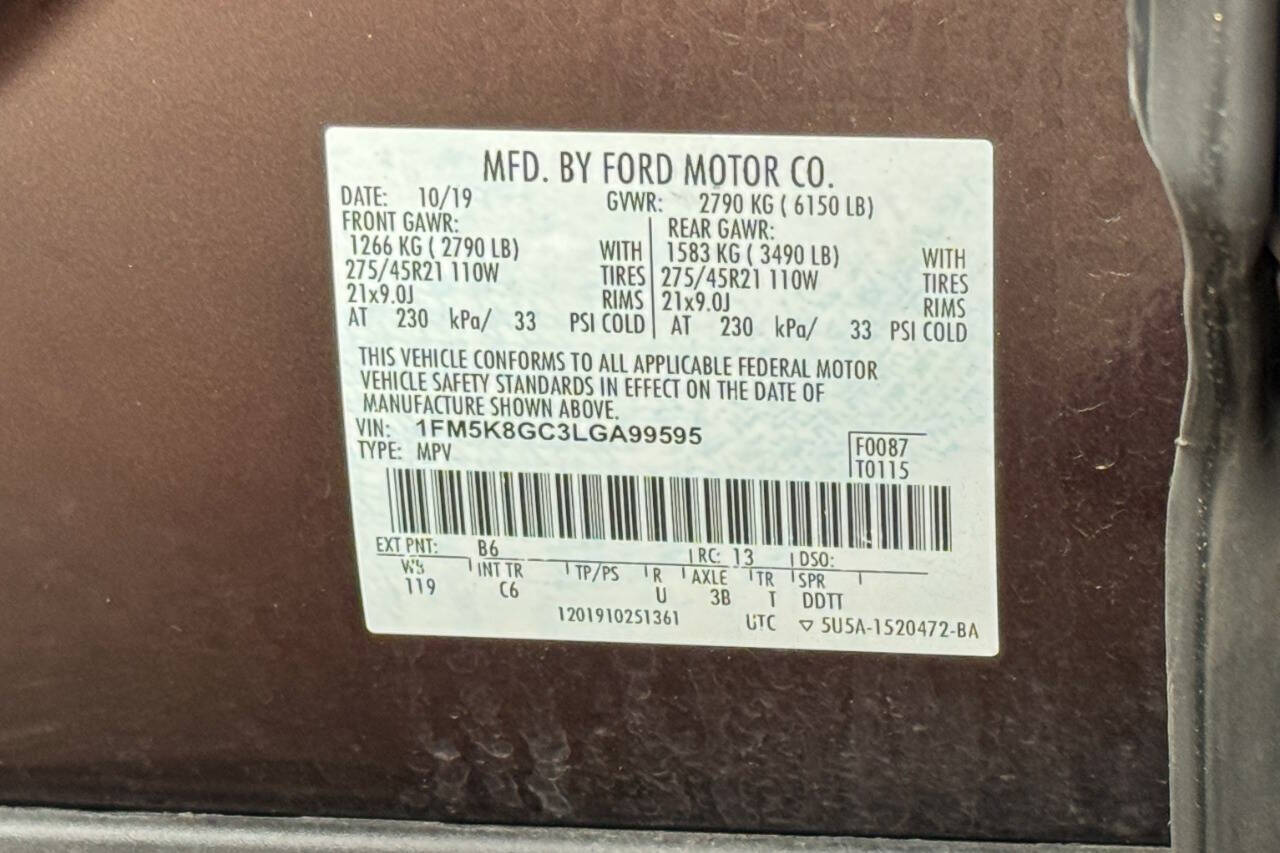 MFD. BY FORD MOTOR CO.
DATE: 10/19 GVWR: 2790 KG ( 6150 LB)
FRONT GAWR: REAR GAWR:
1266 KG ( 2790 LB) WITH 1583 KG ( 3490 LB) WITH
275/45R21 110W TIRES 275/45R21 110W TIRES
21x9.0J RIMS 21x9.0J RIMS
AT 230 kPa/ 33 PSI COLD AT 230 kPa/ 33 PSI COLD
THIS VEHICLE CONFORMS TO ALL APPLICABLE FEDERAL MOTOR
VEHICLE SAFETY STANDARDS IN EFFECT ON THE DATE OF
MANUFACTURE SHOWN ABOVE.
VIN: 1FM5K8GC3LGA99595
TYPE: MPV
F0087
T0115
EXT PNT: B6 RC: 13 DSO:
WB INT TR TP/PS R AXLE TR SPR
119 C6 U 3B T DDTT
1201910251361 UTC ▽ 5U5A-1520472-BA